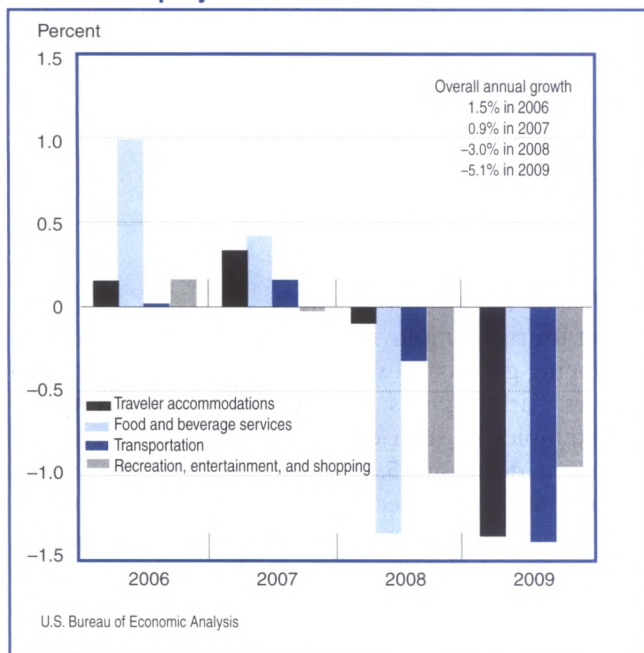 Percent
1.5
1.0
0.5
0
−0.5
−1.0
−1.5
Overall annual growth
1.5% in 2006
0.9% in 2007
−3.0% in 2008
−5.1% in 2009
Traveler accommodations
Food and beverage services
Transportation
Recreation, entertainment, and shopping
2006
2007
2008
2009
U.S. Bureau of Economic Analysis